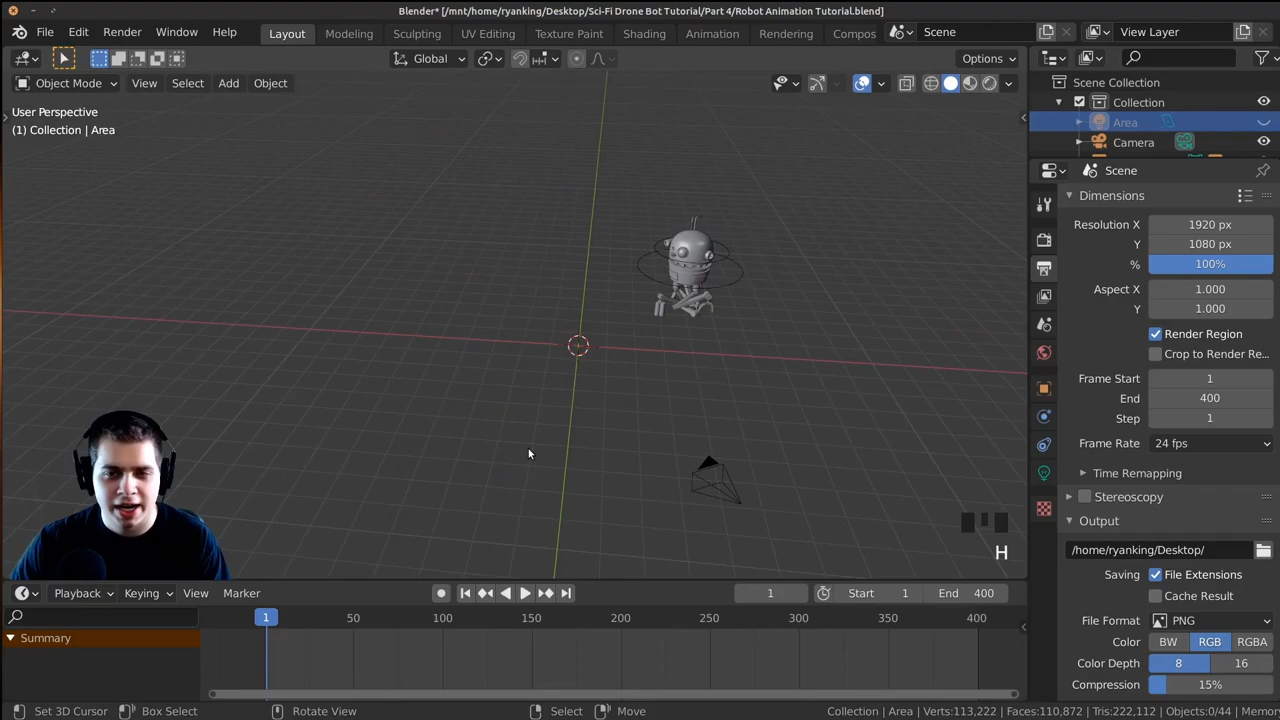 Blender* [/mnt/home/ryanking/Desktop/Sci-Fi Drone Bot Tutorial/Part 4/Robot Animation Tutorial.blend]
File Edit Render Window Help Layout Modeling Sculpting UV Editing Texture Paint Shading Animation Rendering Compos Scene View Layer
Global Options
Object Mode View Select Add Object
Scene Collection
Collection
Area
Camera
User Perspective
(1) Collection | Area
Scene
Dimensions
Resolution X 1920 px
Y 1080 px
% 100%
Aspect X 1.000
Y 1.000
Render Region
Crop to Render Re...
Frame Start 1
End 400
Step 1
Frame Rate 24 fps
Time Remapping
Stereoscopy
Output
/home/ryanking/Desktop/
Saving File Extensions
Cache Result
File Format PNG
Color BW RGB RGBA
Color Depth 8 16
Compression 15%
H
Playback Keying View Marker 1 Start 1 End 400
1 50 100 150 200 250 300 350 400
Summary
Set 3D Cursor Box Select Rotate View Select Move Collection | Area | Verts:113,222 | Faces:110,872 | Tris:222,112 | Objects:0/44 | Memor